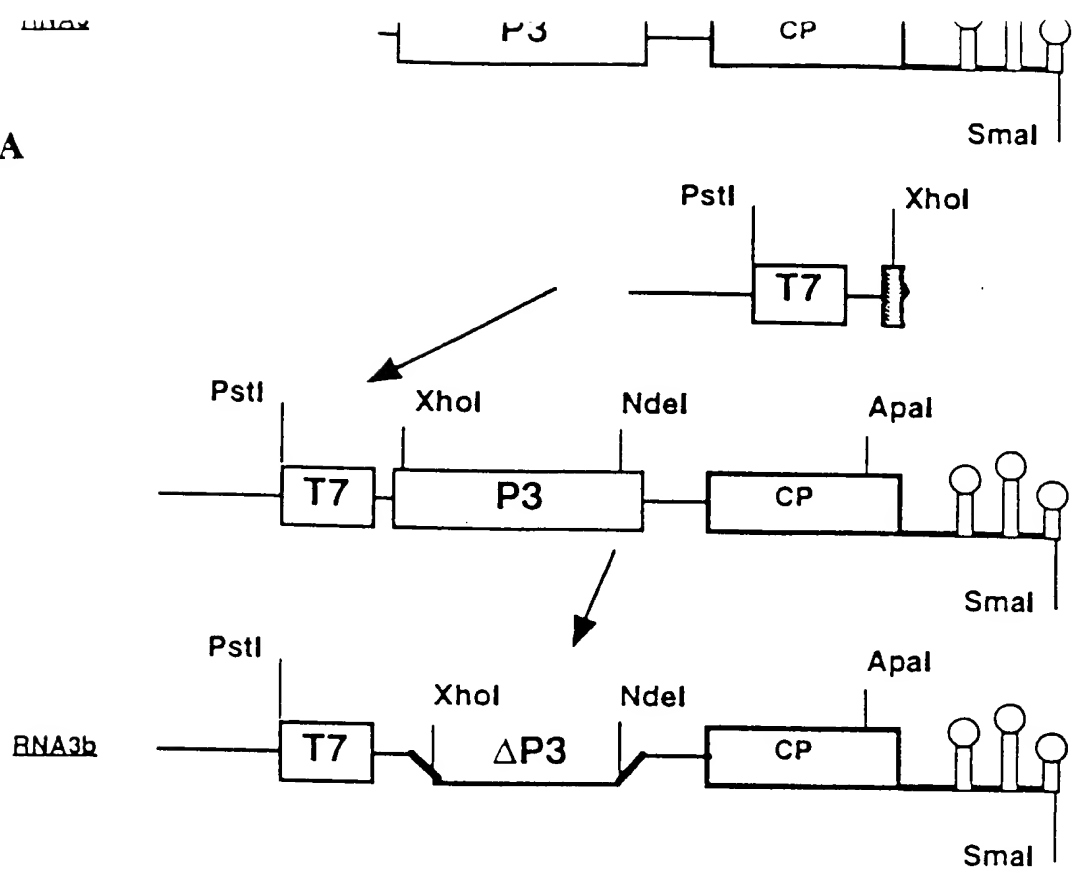 P3 CP
SmaI
A
PstI XhoI
T7
PstI XhoI NdeI ApaI
T7 P3 CP
SmaI
PstI XhoI NdeI ApaI
RNA3b T7 ΔP3 CP
SmaI